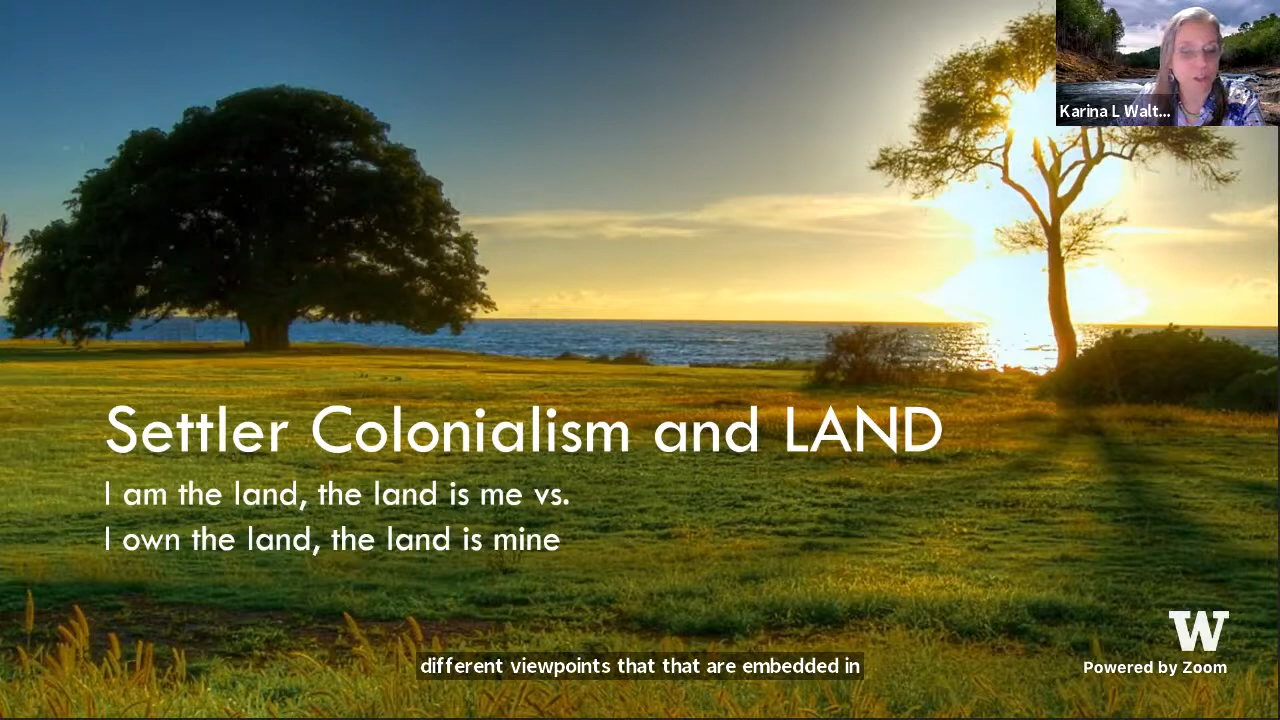 Karina L Walt...
Settler Colonialism and LAND
I am the land, the land is me vs.
I own the land, the land is mine
different viewpoints that that are embedded in
W
Powered by Zoom